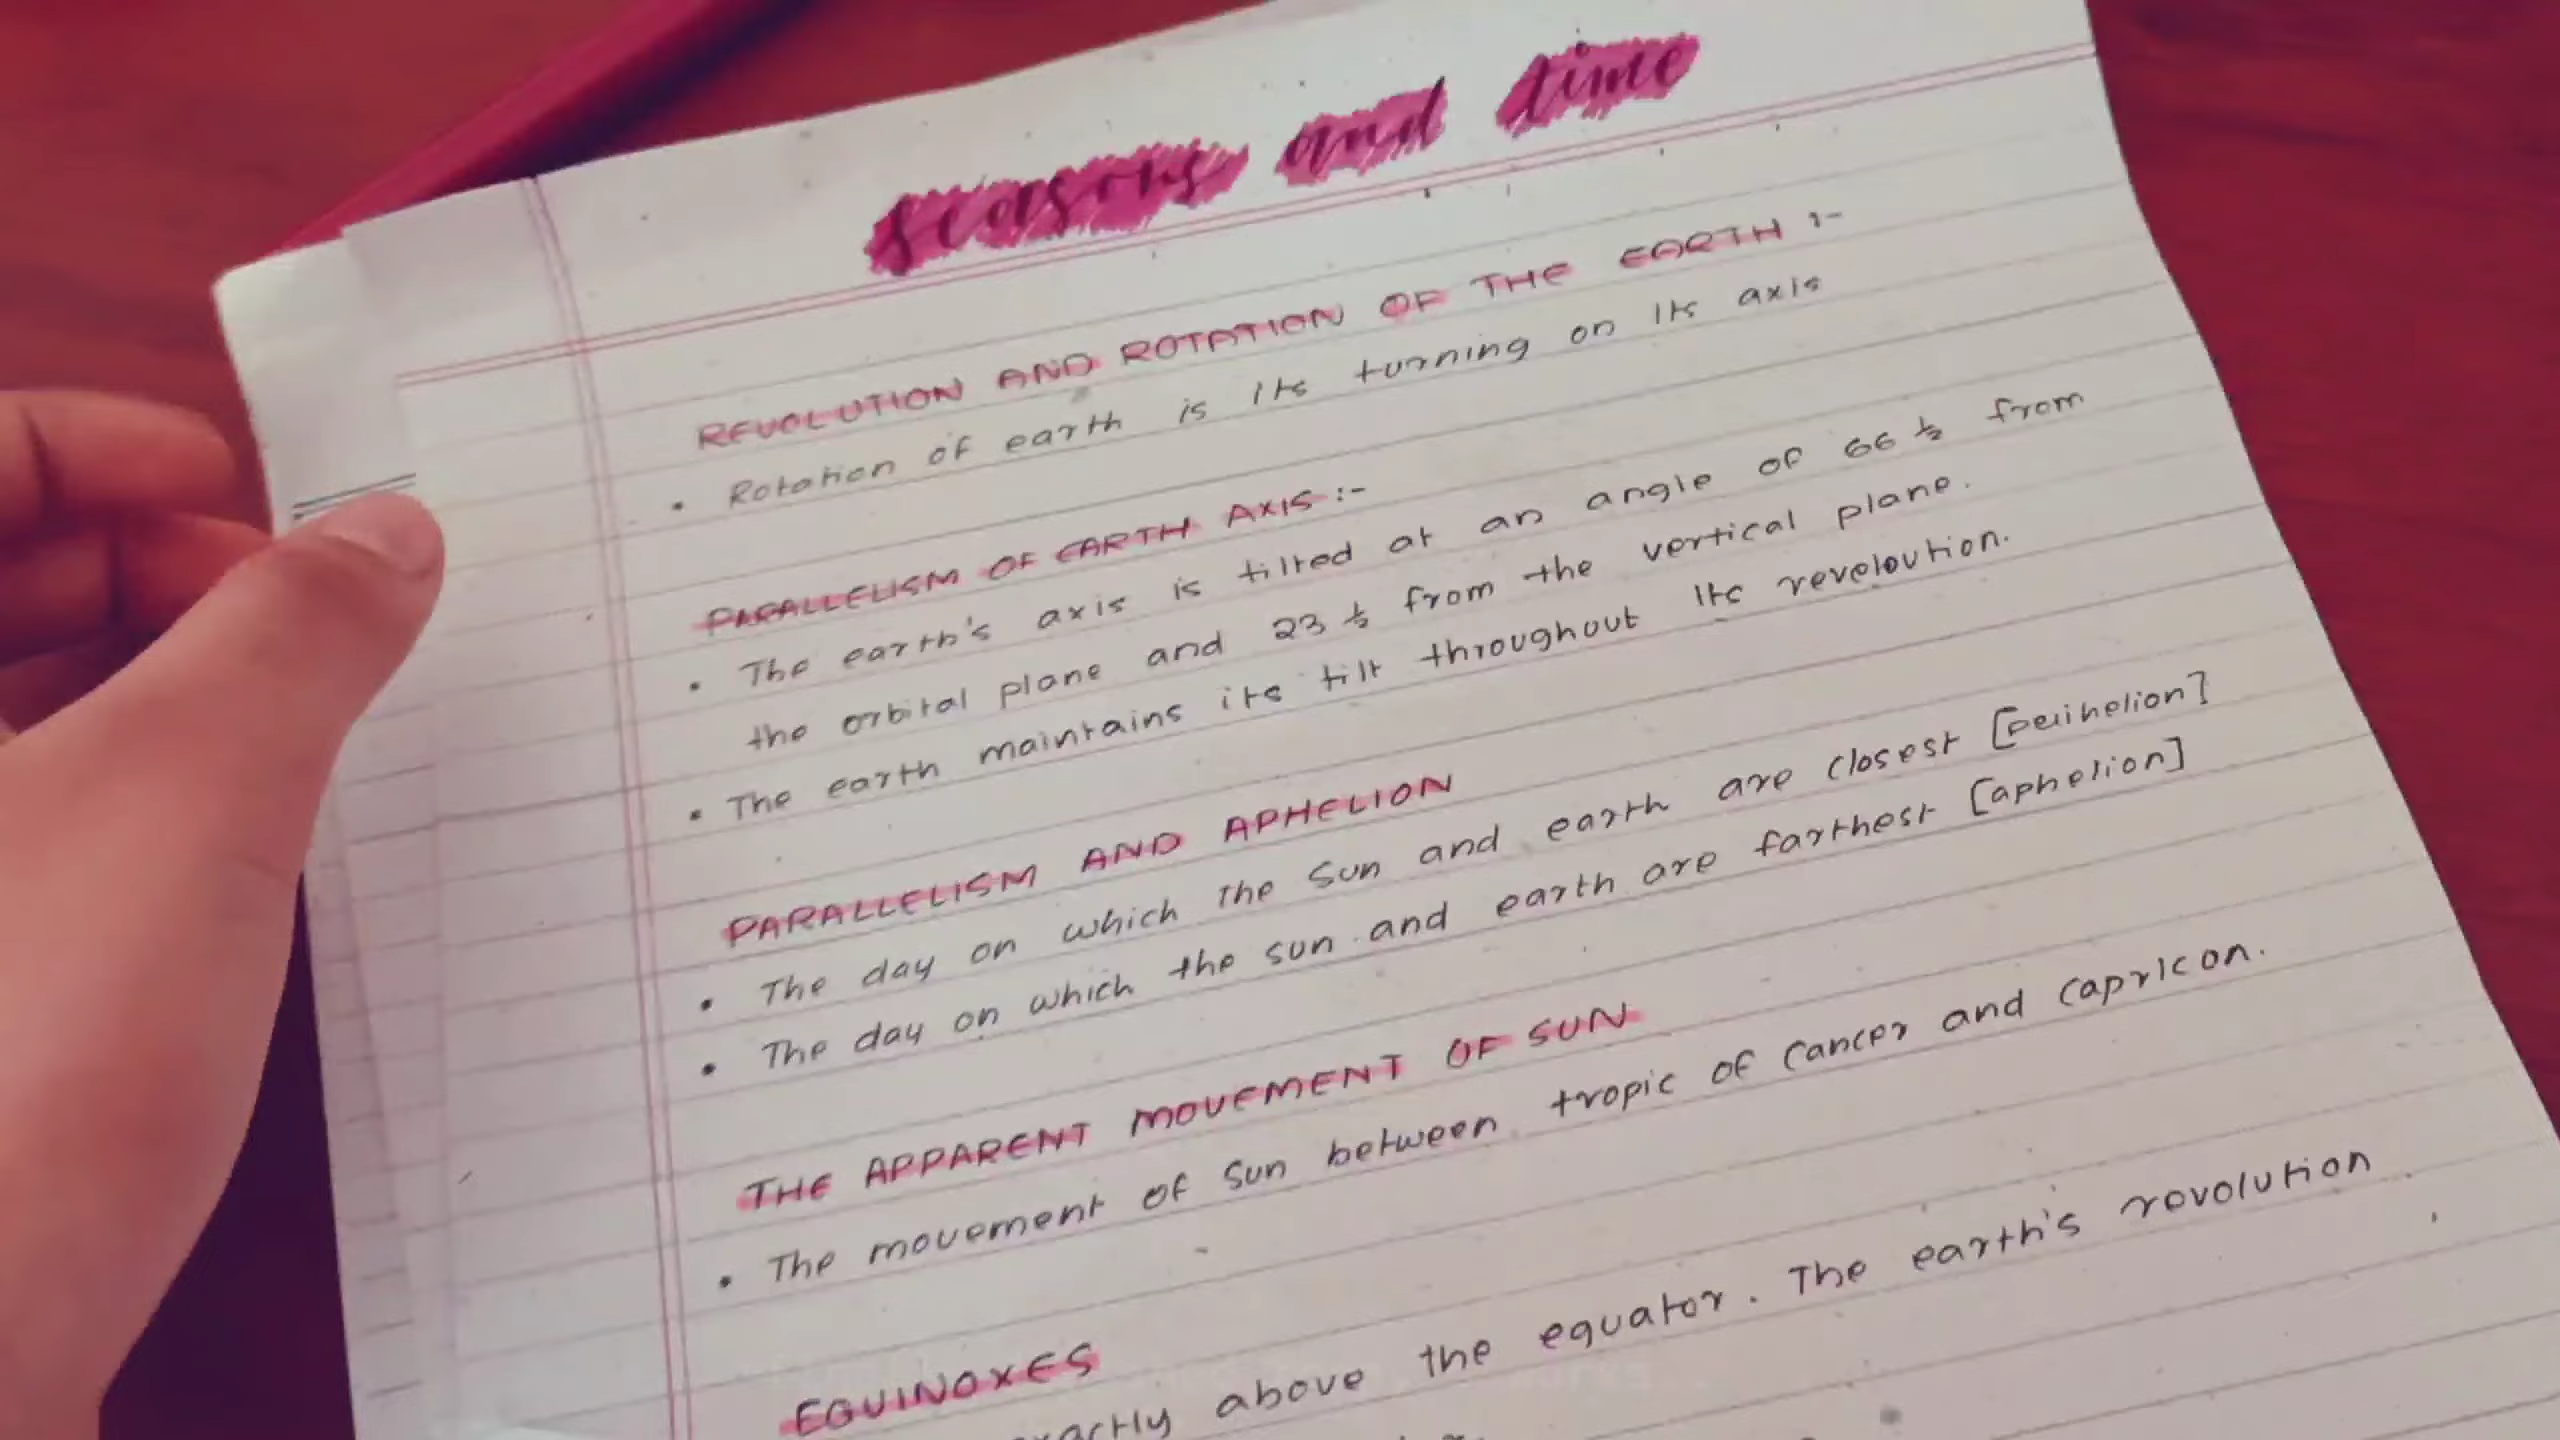 seasons and time
REVOLUTION AND ROTATION OF THE EARTH :-
• Rotation of earth is its turning on its axis
PARALLELISM OF EARTH AXIS :-
• The earth's axis is tilted at an angle of 66 ½ from
the orbital plane and 23 ½ from the vertical plane.
• The earth maintains its tilt throughout its reveloution.
PARALLELISM AND APHELION
• The day on which the sun and earth are closest [perihelion]
• The day on which the sun and earth are farthest [aphelion]
THE APPARENT MOVEMENT OF SUN
• The movement of sun between tropic of cancer and capricon.
EQUINOXES
above the equator. The earth's revolution